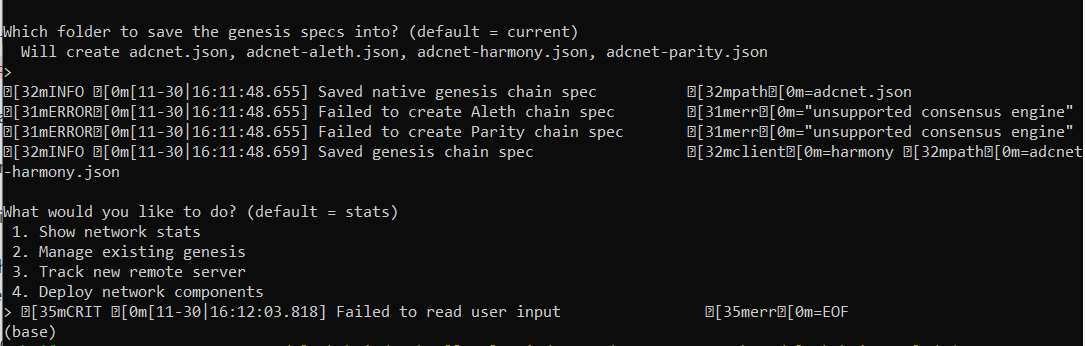 Which folder to save the genesis specs into? (default = current)
Will create adcnet.json, adcnet-aleth.json, adcnet-harmony.json, adcnet-parity.json
>
[32mINFO [0m[11-30|16:11:48.655] Saved native genesis chain spec [32mpath[0m=adcnet.json
[31mERROR[0m[11-30|16:11:48.655] Failed to create Aleth chain spec [31merr[0m="unsupported consensus engine"
[31mERROR[0m[11-30|16:11:48.655] Failed to create Parity chain spec [31merr[0m="unsupported consensus engine"
[32mINFO [0m[11-30|16:11:48.659] Saved genesis chain spec [32mclient[0m=harmony [32mpath[0m=adcnet
-harmony.json
What would you like to do? (default = stats)
1. Show network stats
2. Manage existing genesis
3. Track new remote server
4. Deploy network components
> [35mCRIT [0m[11-30|16:12:03.818] Failed to read user input [35merr[0m=EOF
(base)